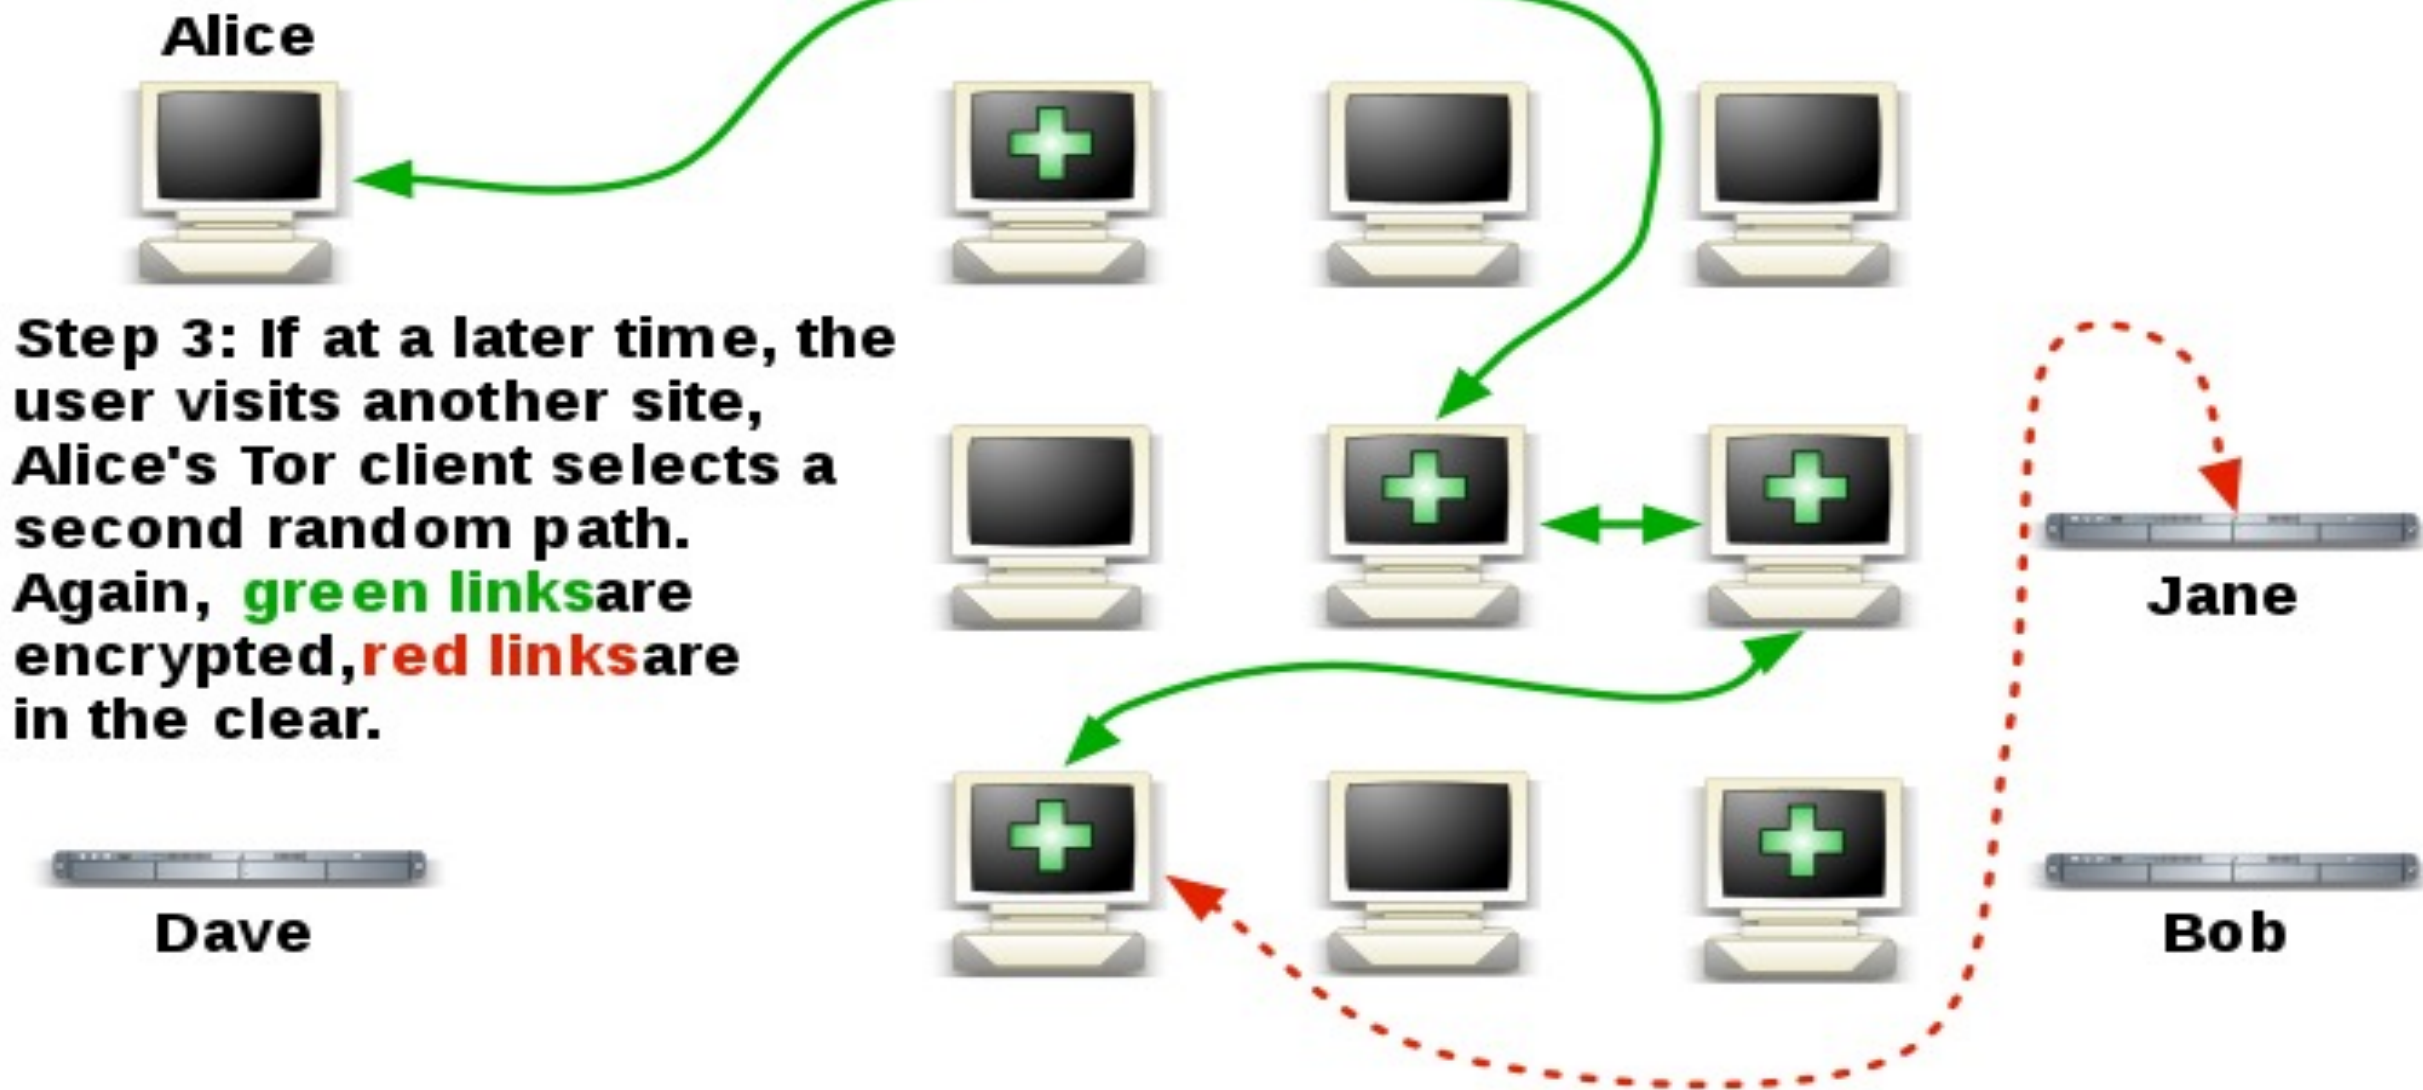 Alice
Step 3: If at a later time, the
user visits another site,
Alice's Tor client selects a
second random path.
Again, green linksare
encrypted,red linksare
in the clear.
Jane
Dave
Bob